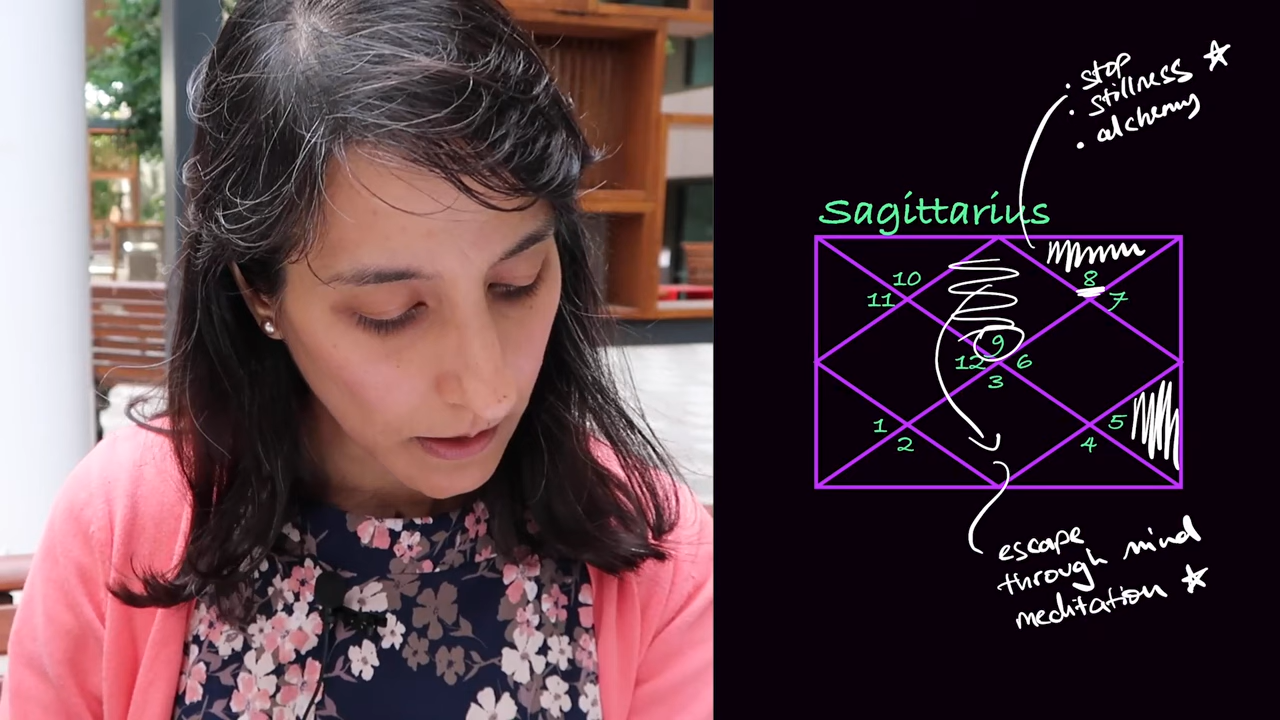 · stop
· stillness ☆
· alchemy
Sagittarius
10
8
11
7
9
12
6
3
1
5
2
4
escape
through mind
meditation ☆